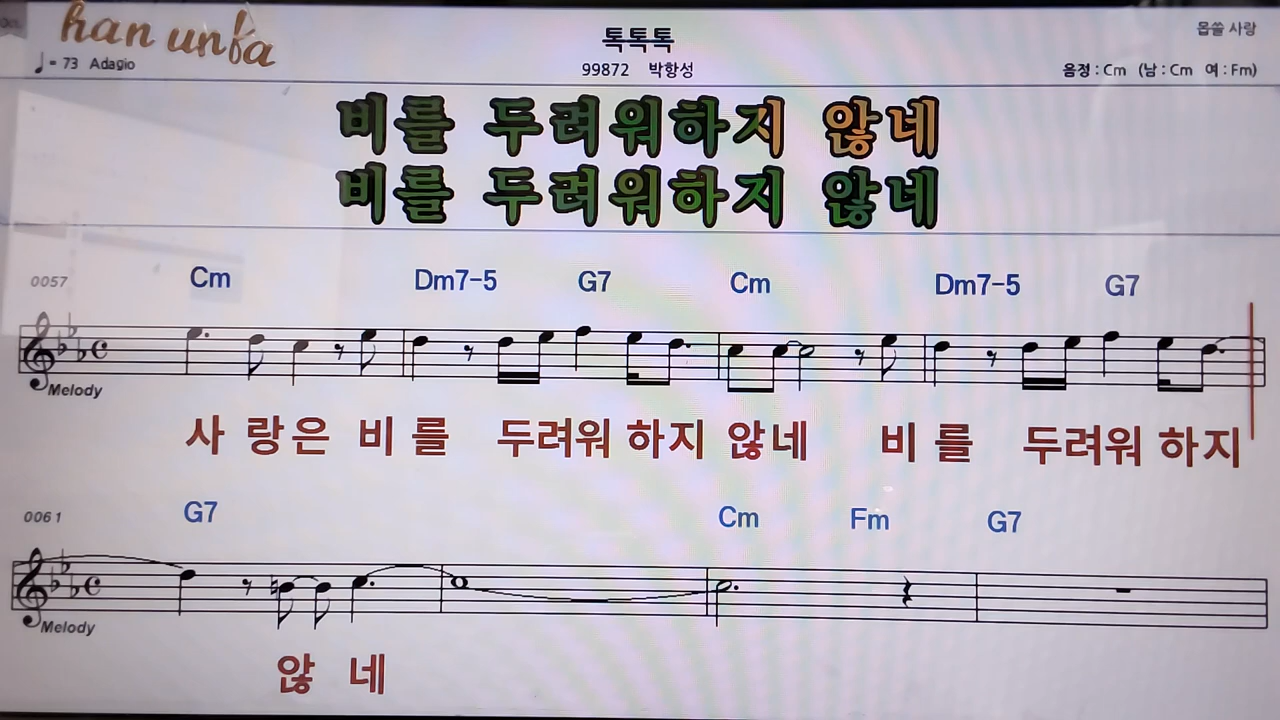 han unba
톡톡톡
몹쓸 사랑
♩= 73 Adagio
99872 박항성
음정 : Cm (남 : Cm 여 : Fm)
비를 두려워하지 않네
비를 두려워하지 않네
0057 Cm Dm7-5 G7 Cm Dm7-5 G7
Melody
사 랑은 비 를 두려워 하지 않네 비 를 두려워 하지
0061 G7 Cm Fm G7
Melody
않 네